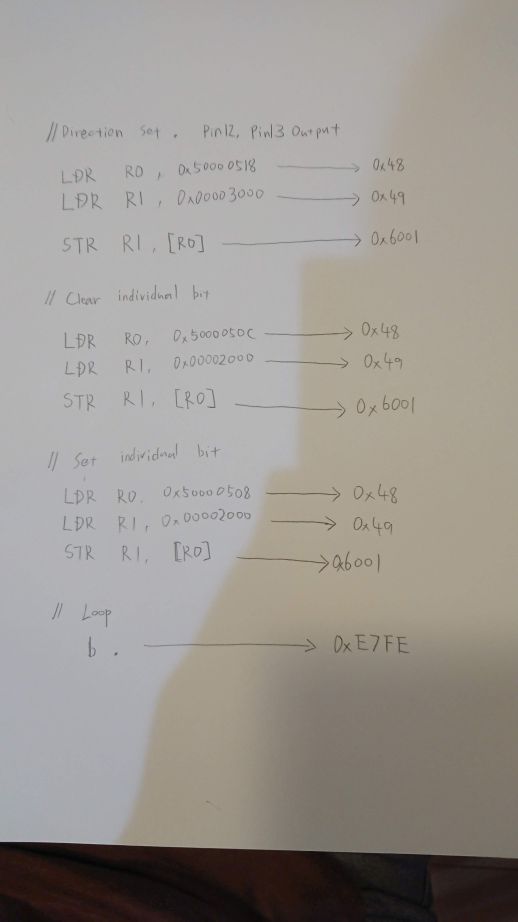 // Direction Set . Pin12, Pin13 Output
LDR R0, 0x50000518 → 0x48
LDR R1, 0x00003000 → 0x49
STR R1, [R0] → 0x6001
// Clear individual bit
LDR R0, 0x5000050C → 0x48
LDR R1, 0x00002000 → 0x49
STR R1, [R0] → 0x6001
// Set individual bit
LDR R0. 0x50000508 → 0x48
LDR R1, 0x00002000 → 0x49
STR R1, [R0] → 0x6001
// Loop
b . → 0xE7FE